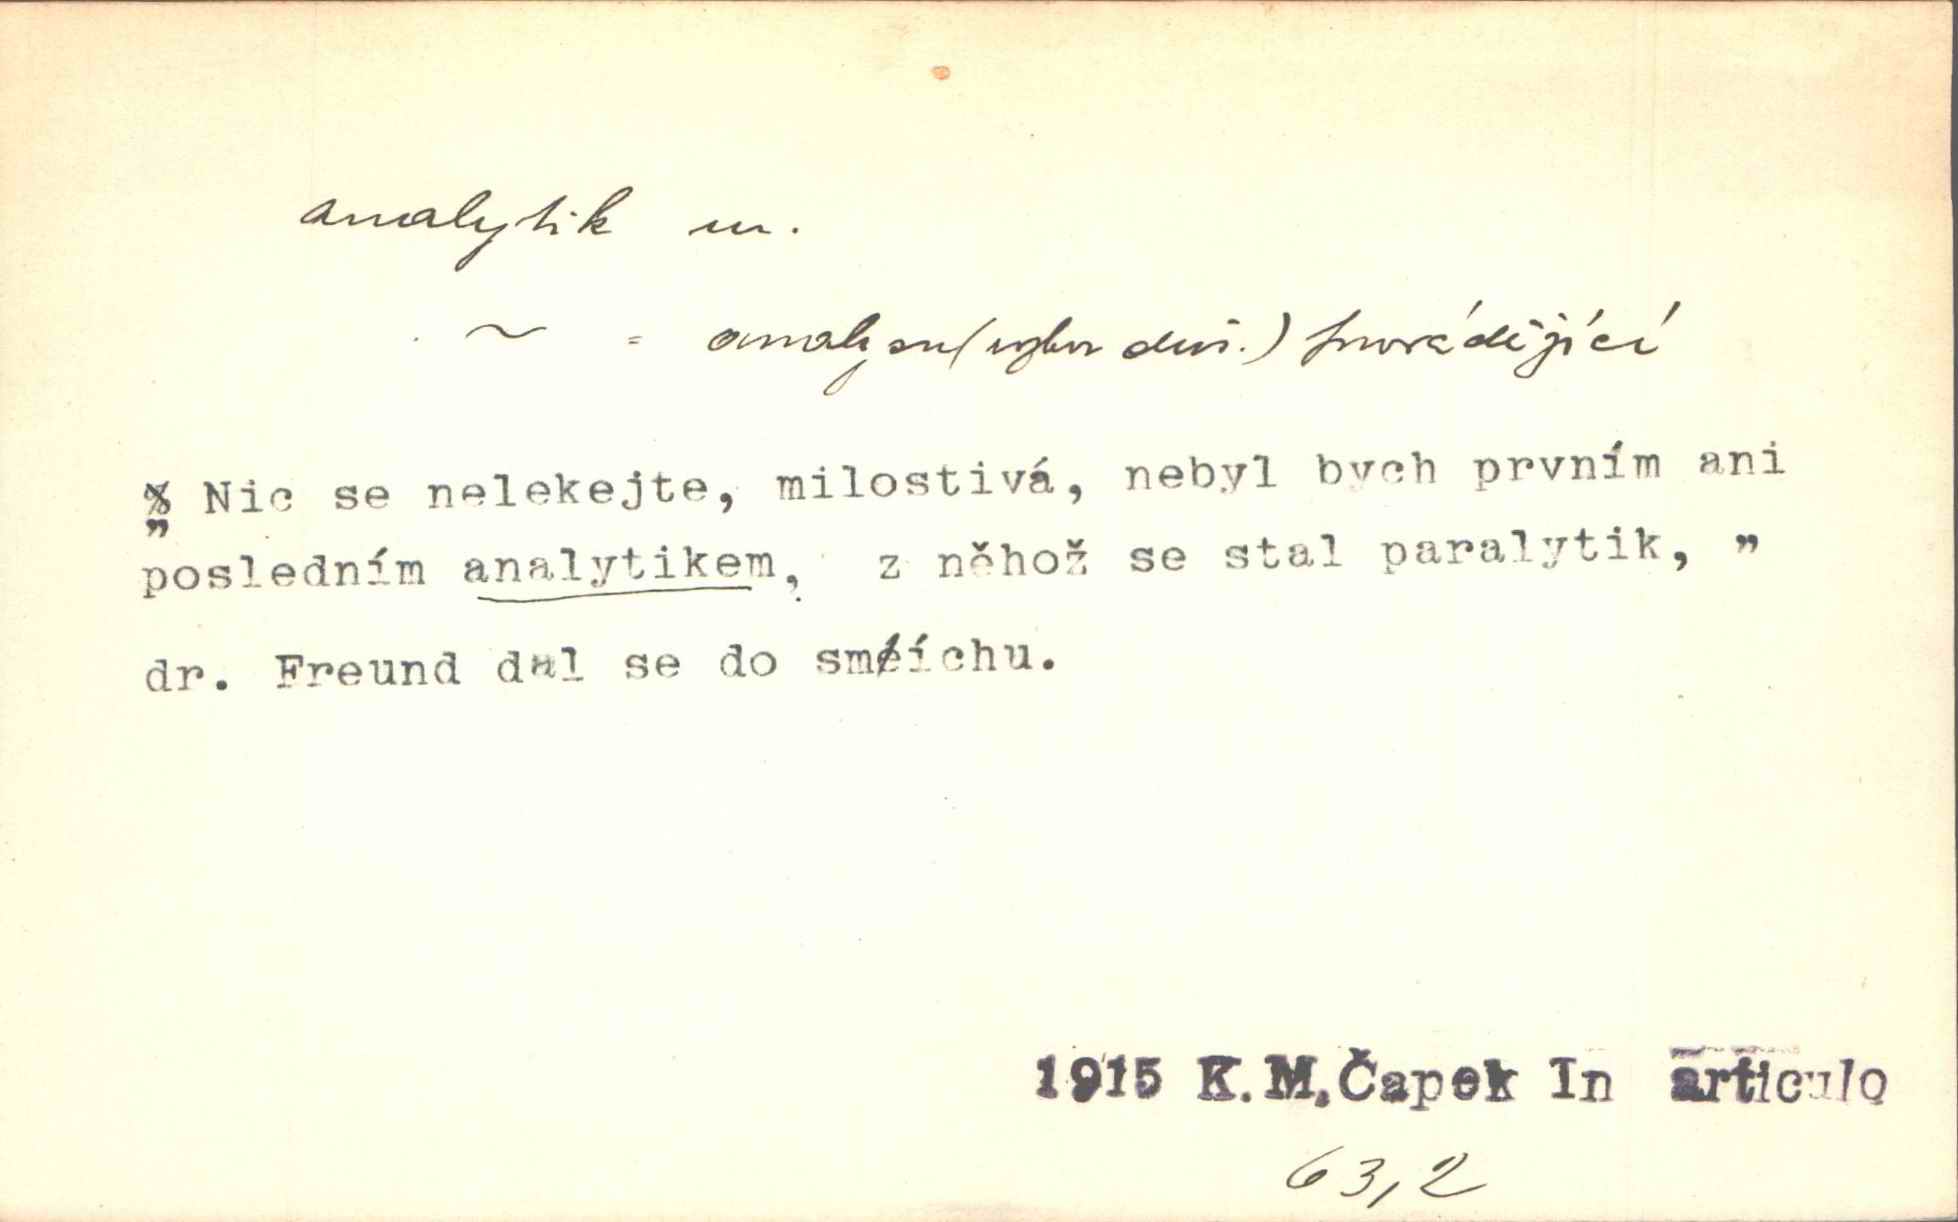 analytik m.
~ = analysu (rozbor duš.) provádějící
„ Nic se nelekejte, milostivá, nebyl bych prvním ani
posledním analytikem, z něhož se stal paralytik, ”
dr. Freund dal se do smíchu.
1915 K.M.Čapek In articulo
63,2